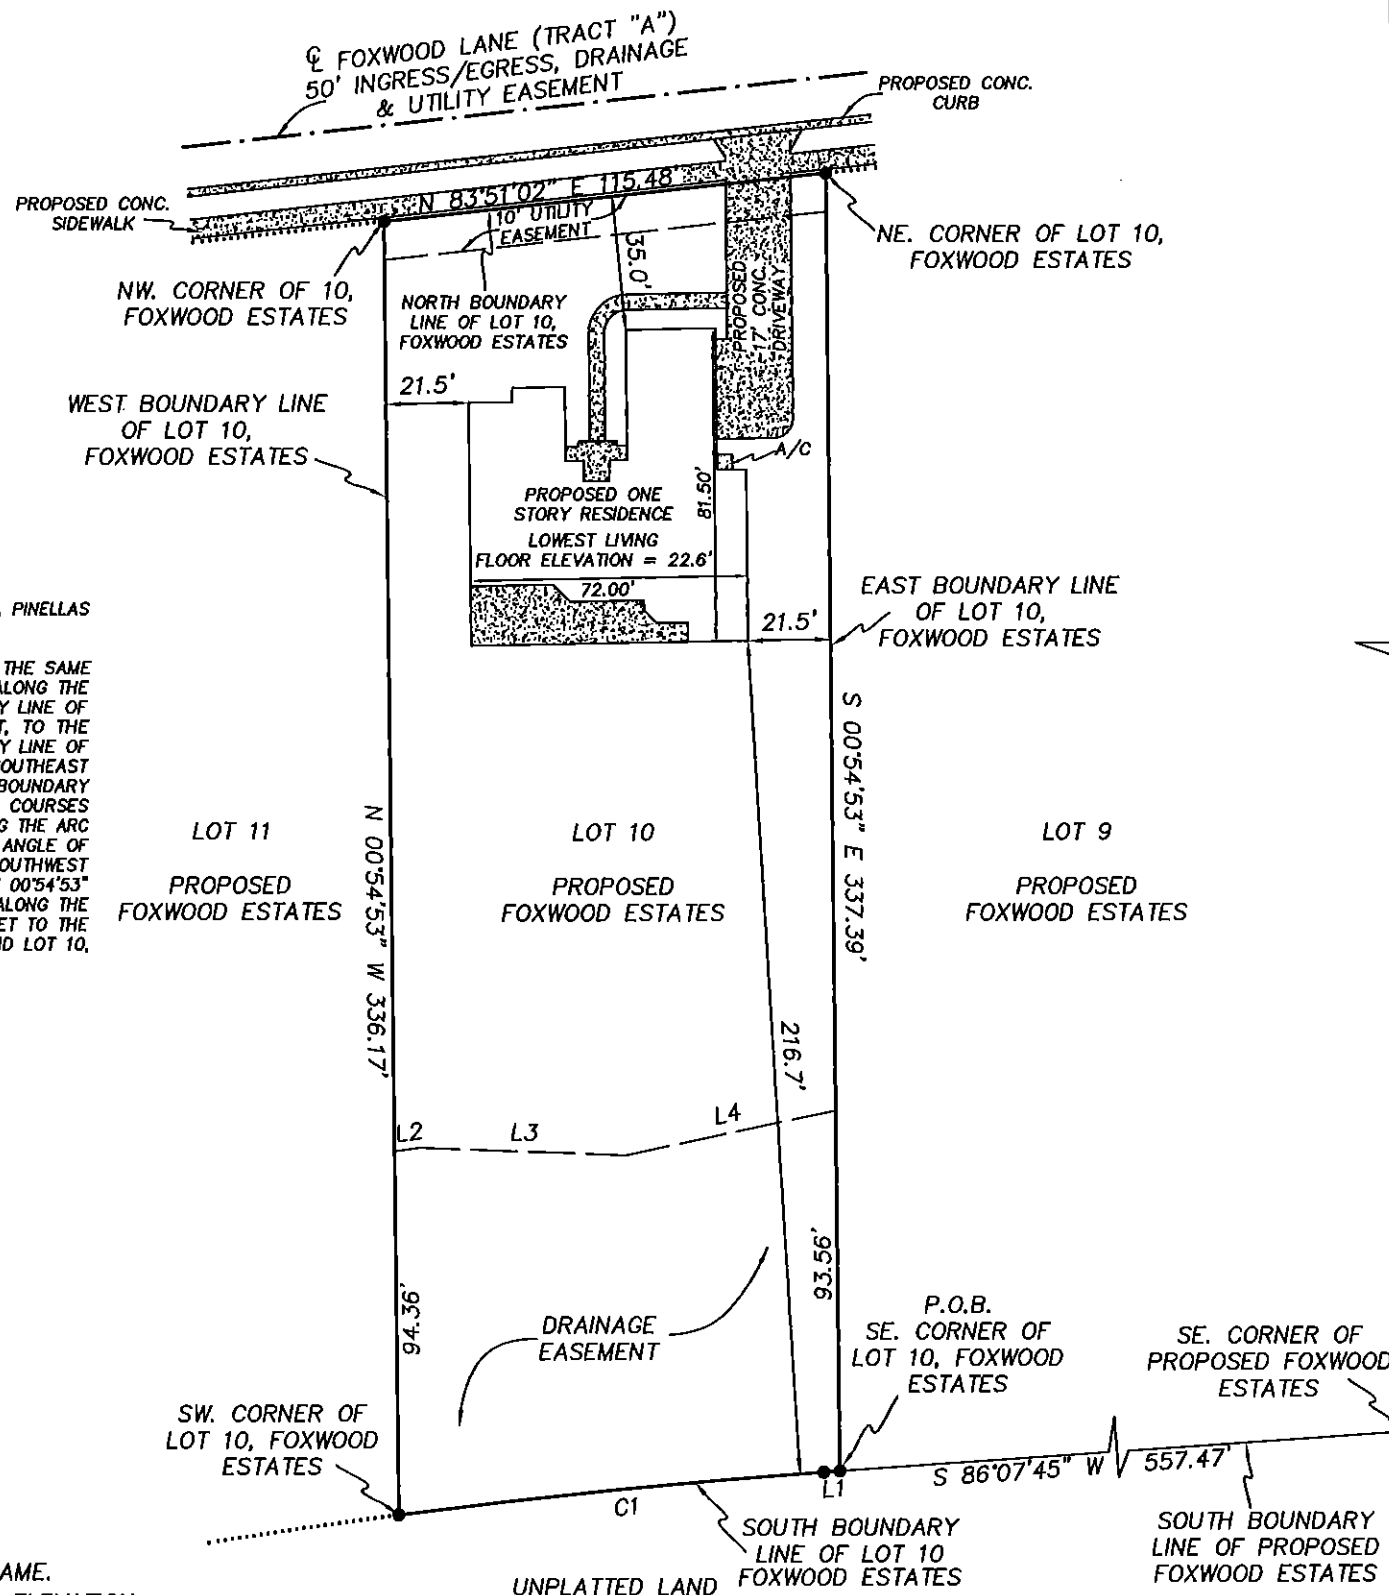 ℄ FOXWOOD LANE (TRACT "A")
50' INGRESS/EGRESS, DRAINAGE
& UTILITY EASEMENT
PROPOSED CONC.
CURB
PROPOSED CONC.
SIDEWALK
N 83°51'02" E 115.48'
10' UTILITY
EASEMENT
35.0'
NW. CORNER OF 10,
FOXWOOD ESTATES
NORTH BOUNDARY
LINE OF LOT 10,
FOXWOOD ESTATES
PROPOSED
17' CONC.
DRIVEWAY
NE. CORNER OF LOT 10,
FOXWOOD ESTATES
21.5'
WEST BOUNDARY LINE
OF LOT 10,
FOXWOOD ESTATES
A/C
81.50'
PROPOSED ONE
STORY RESIDENCE
LOWEST LIVING
FLOOR ELEVATION = 22.6'
72.00'
21.5'
EAST BOUNDARY LINE
OF LOT 10,
FOXWOOD ESTATES
PINELLAS
THE SAME
ALONG THE
LINE OF
TO THE
LINE OF
BOUNDARY
COURSES
THE ARC
ANGLE OF
00°54'53"
ALONG THE
TO THE
LOT 10,
S 00°54'53" E 337.39'
N 00°54'53" W 336.17'
LOT 11
PROPOSED
FOXWOOD ESTATES
LOT 10
PROPOSED
FOXWOOD ESTATES
LOT 9
PROPOSED
FOXWOOD ESTATES
216.7'
L2
L3
L4
94.36'
93.56'
DRAINAGE
EASEMENT
P.O.B.
SE. CORNER OF
LOT 10, FOXWOOD
ESTATES
SE. CORNER OF
PROPOSED FOXWOOD
ESTATES
SW. CORNER OF
LOT 10, FOXWOOD
ESTATES
S 86°07'45" W 557.47'
L1
C1
SOUTH BOUNDARY
LINE OF LOT 10
FOXWOOD ESTATES
SOUTH BOUNDARY
LINE OF PROPOSED
FOXWOOD ESTATES
UNPLATTED LAND